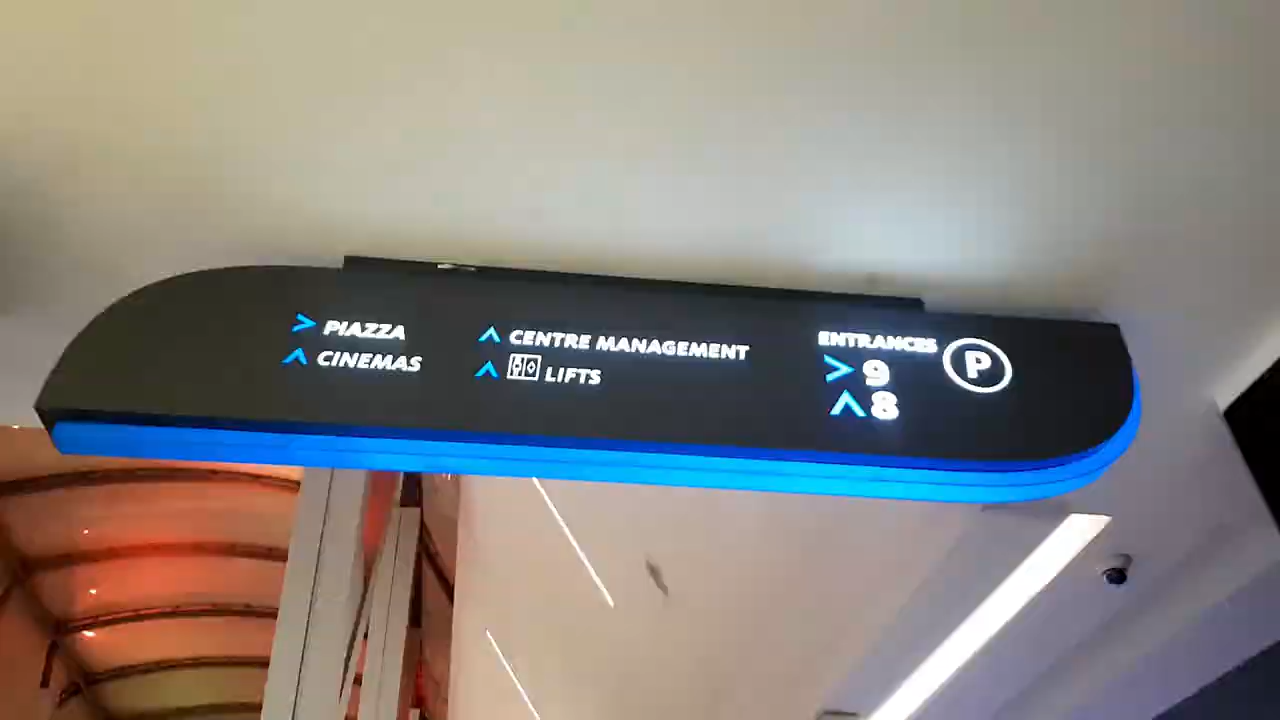 > PIAZZA
^ CINEMAS
^ CENTRE MANAGEMENT
^ LIFTS
ENTRANCES
> 9
^ 8
P